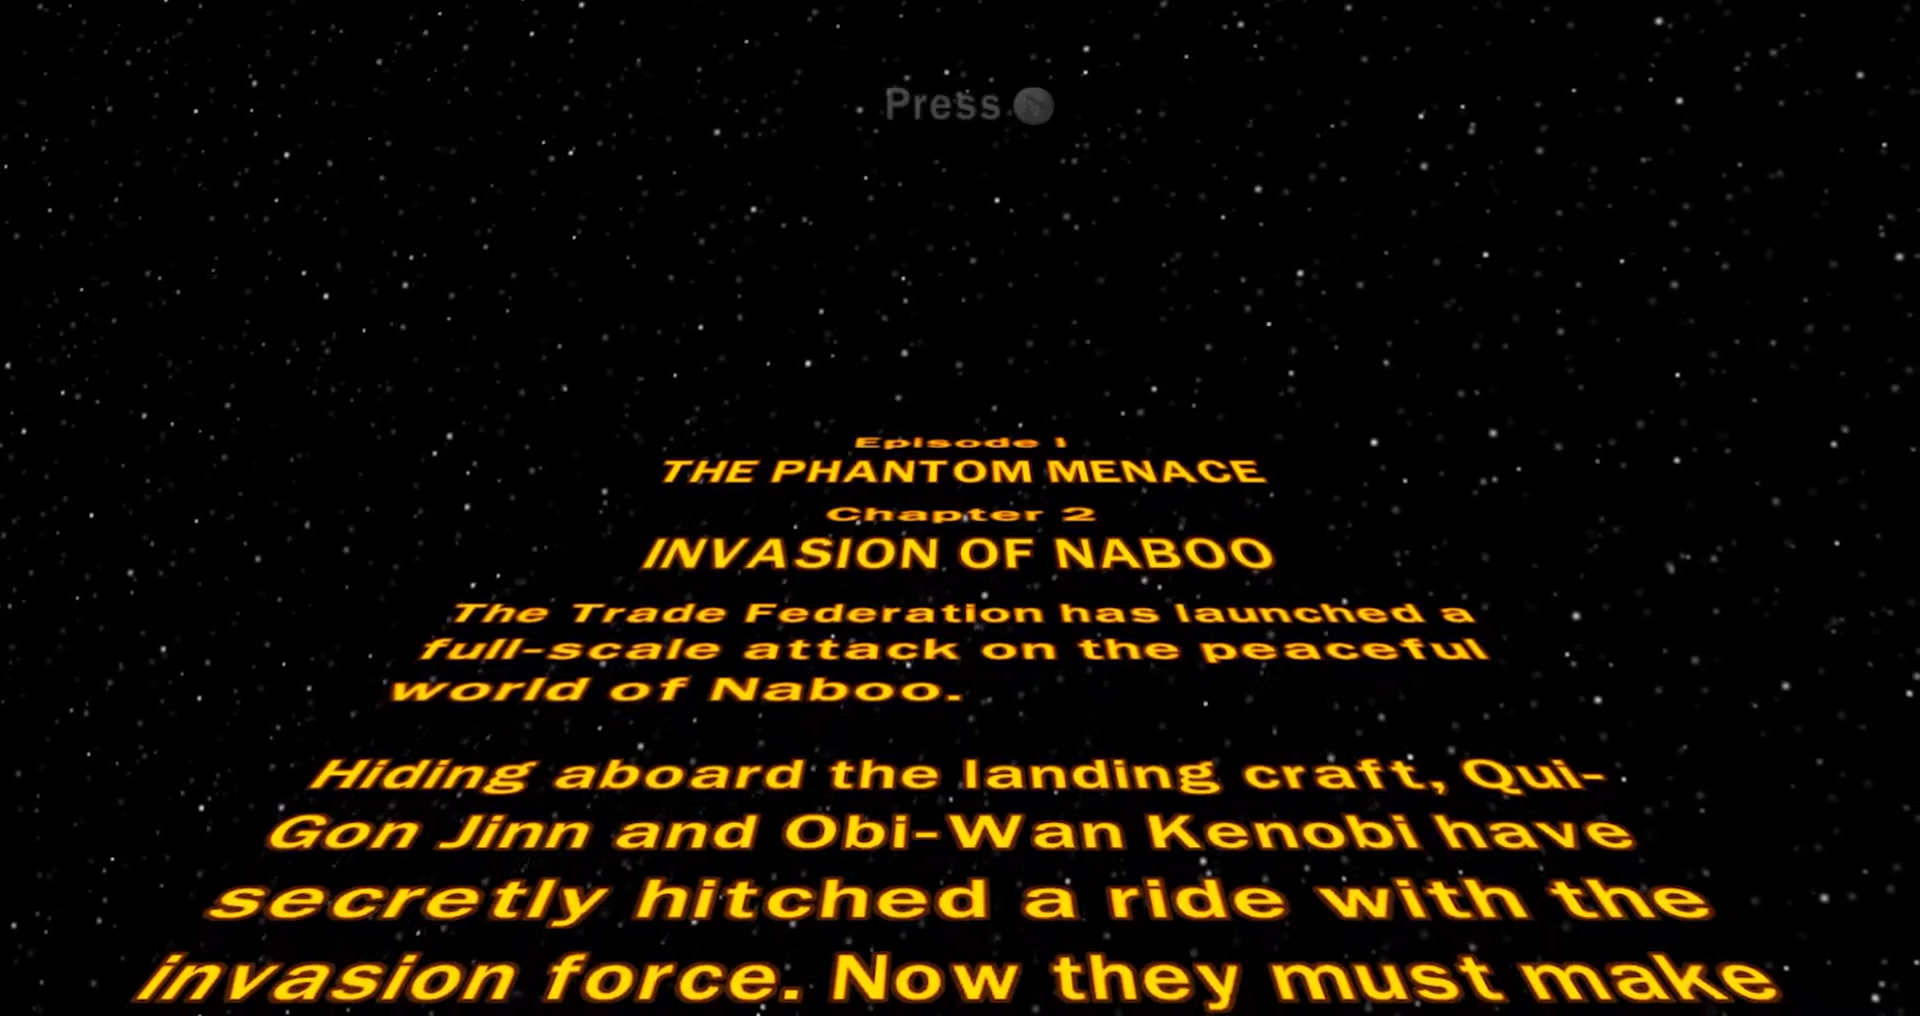 Press
Episode I
THE PHANTOM MENACE
Chapter 2
INVASION OF NABOO
The Trade Federation has launched a
full-scale attack on the peaceful
world of Naboo.
Hiding aboard the landing craft, Qui-
Gon Jinn and Obi-Wan Kenobi have
secretly hitched a ride with the
invasion force. Now they must make